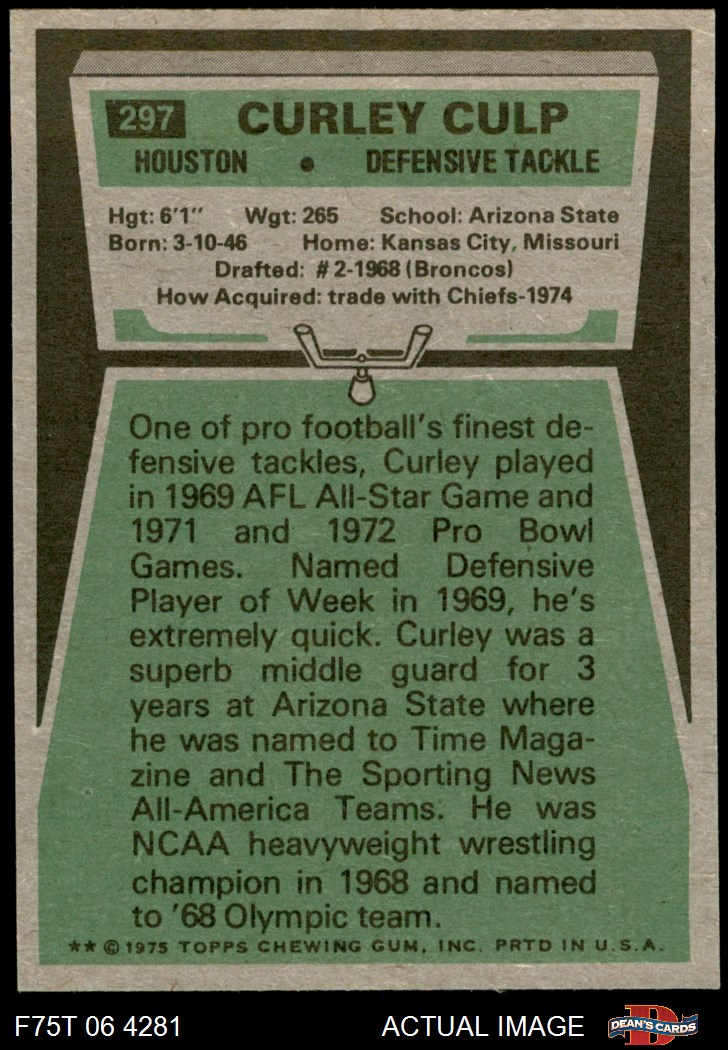 297 CURLEY CULP
HOUSTON • DEFENSIVE TACKLE
Hgt: 6'1" Wgt: 265 School: Arizona State
Born: 3-10-46 Home: Kansas City, Missouri
Drafted: #2-1968 (Broncos)
How Acquired: trade with Chiefs-1974
One of pro football's finest de-
fensive tackles, Curley played
in 1969 AFL All-Star Game and
1971 and 1972 Pro Bowl
Games. Named Defensive
Player of Week in 1969, he's
extremely quick. Curley was a
superb middle guard for 3
years at Arizona State where
he was named to Time Maga-
zine and The Sporting News
All-America Teams. He was
NCAA heavyweight wrestling
champion in 1968 and named
to '68 Olympic team.
** © 1975 TOPPS CHEWING GUM, INC. PRTD IN U.S.A.
F75T 06 4281 ACTUAL IMAGE D DEAN'S CARDS